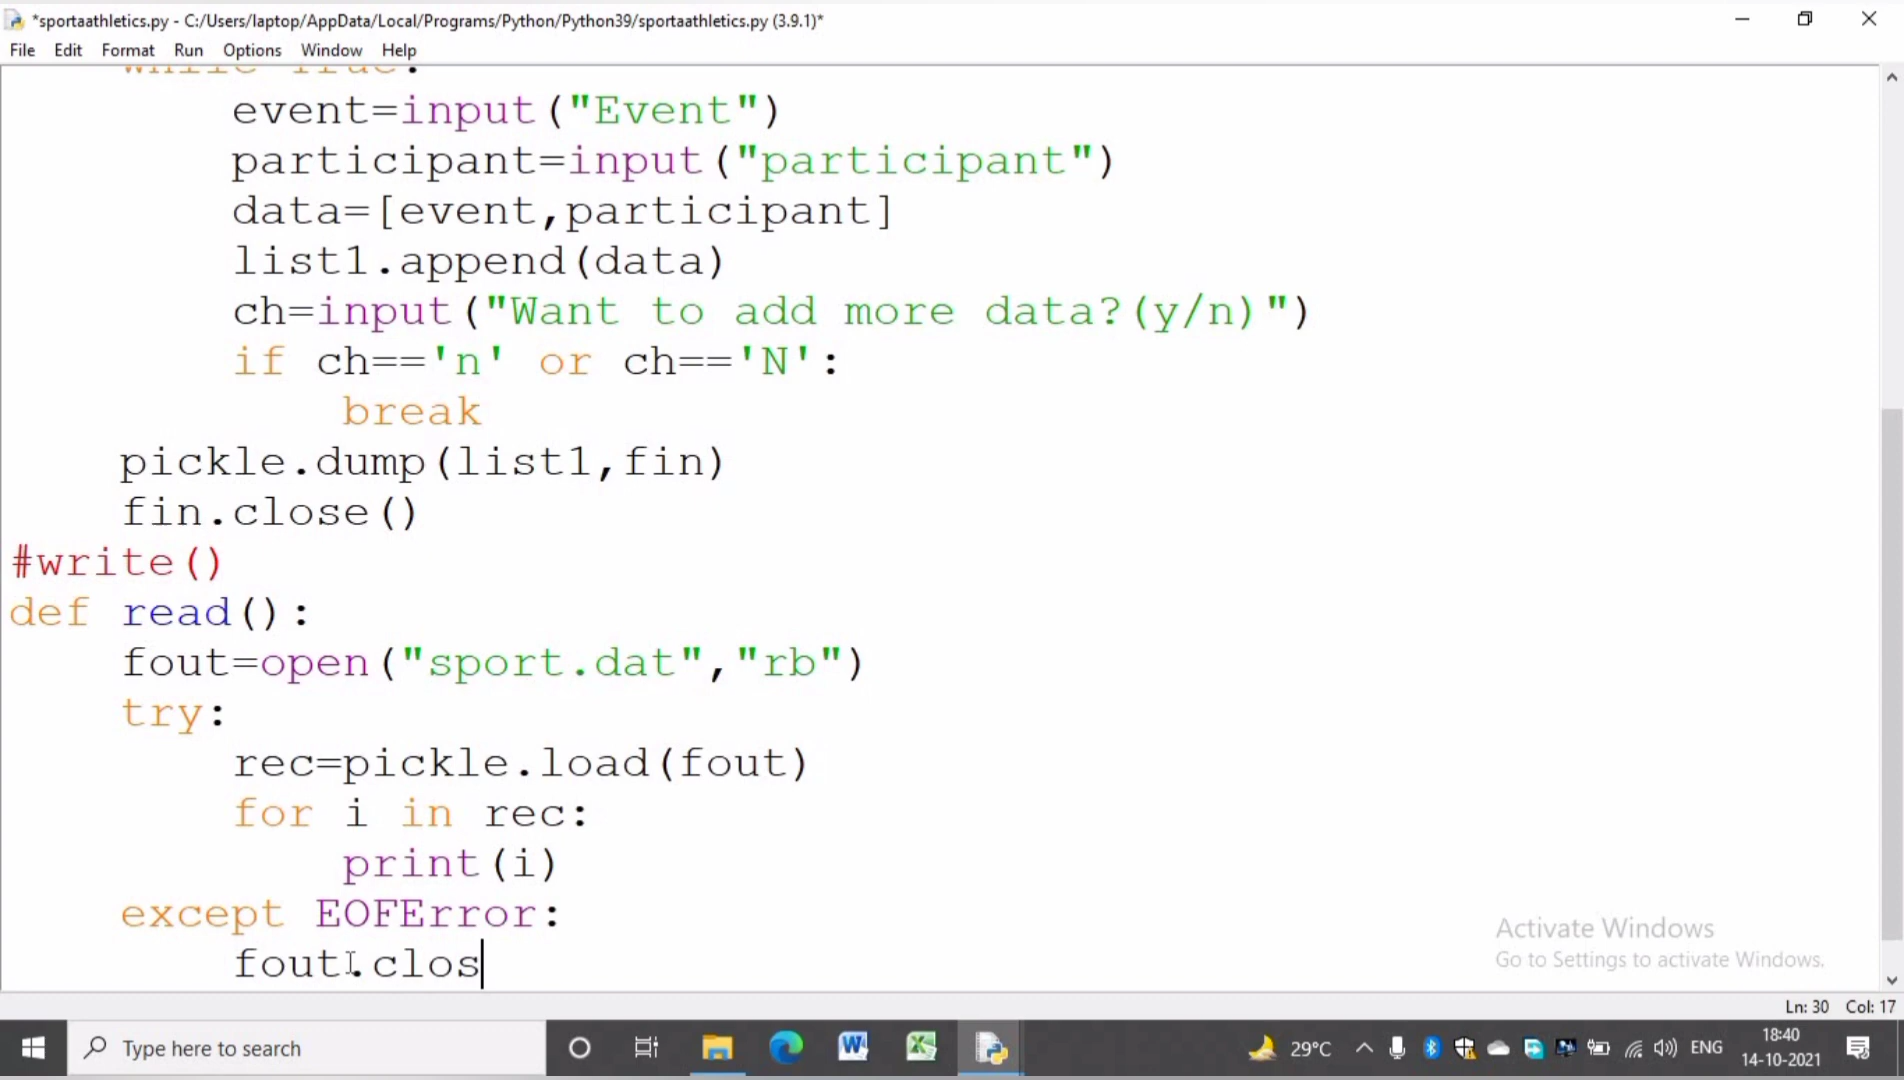 *sportaathletics.py - C:/Users/laptop/AppData/Local/Programs/Python/Python39/sportaathletics.py (3.9.1)*
File Edit Format Run Options Window Help
while True:
event=input("Event")
participant=input("participant")
data=[event,participant]
list1.append(data)
ch=input("Want to add more data?(y/n)")
if ch=='n' or ch=='N':
break
pickle.dump(list1,fin)
fin.close()
#write()
def read():
fout=open("sport.dat","rb")
try:
rec=pickle.load(fout)
for i in rec:
print(i)
except EOFError:
fout.clos
Activate Windows
Go to Settings to activate Windows.
Ln: 30 Col: 17
Type here to search
29°C
ENG
18:40
14-10-2021